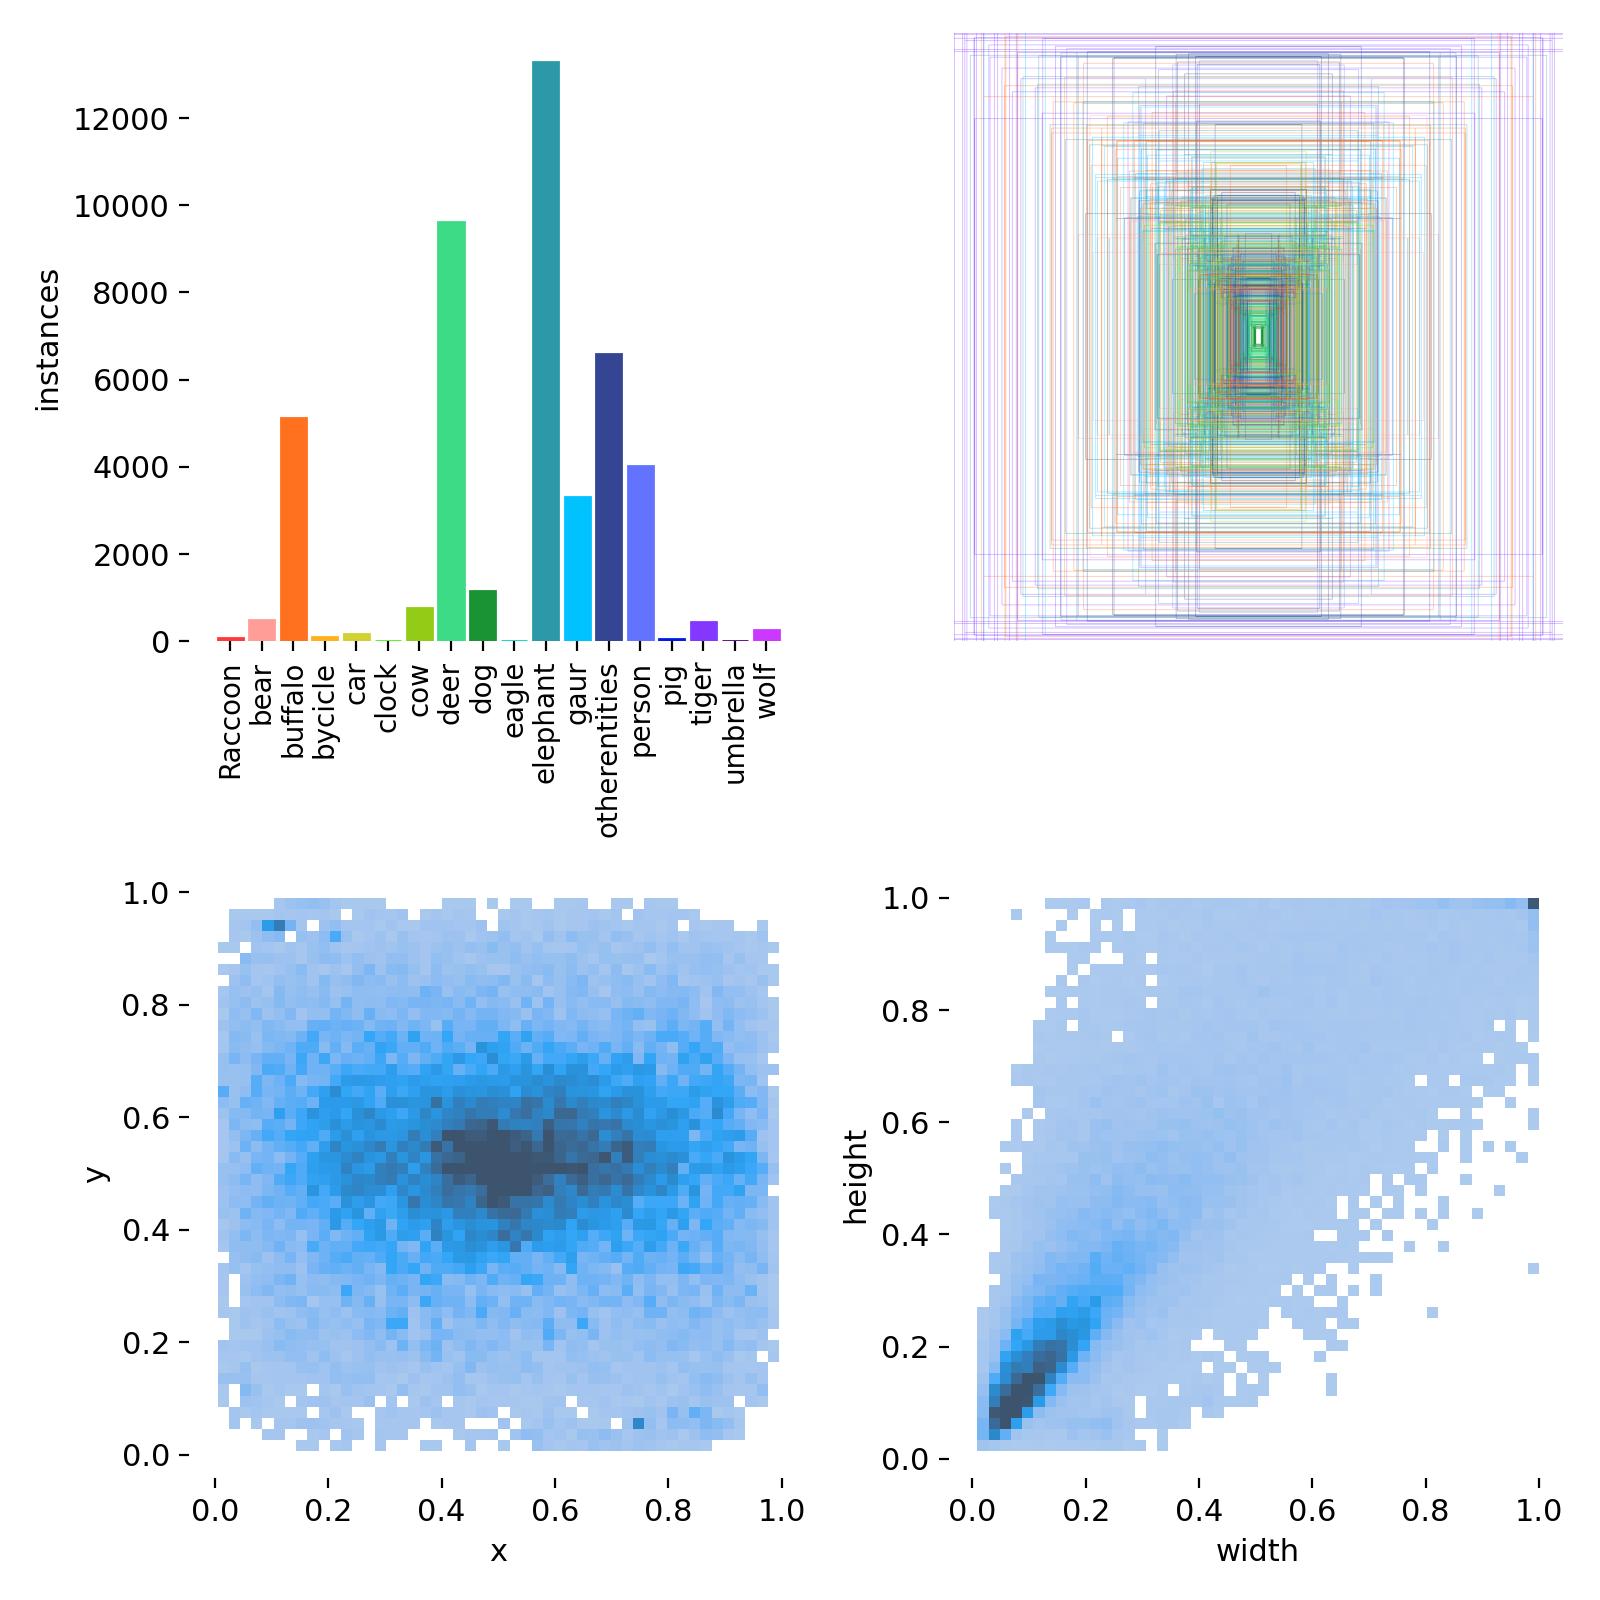 instances
12000
10000
8000
6000
4000
2000
0
Raccoon
bear
buffalo
bycicle
car
clock
cow
deer
dog
eagle
elephant
gaur
otherentities
person
pig
tiger
umbrella
wolf
y
1.0
0.8
0.6
0.4
0.2
0.0
0.0 0.2 0.4 0.6 0.8 1.0
x
height
1.0
0.8
0.6
0.4
0.2
0.0
0.0 0.2 0.4 0.6 0.8 1.0
width